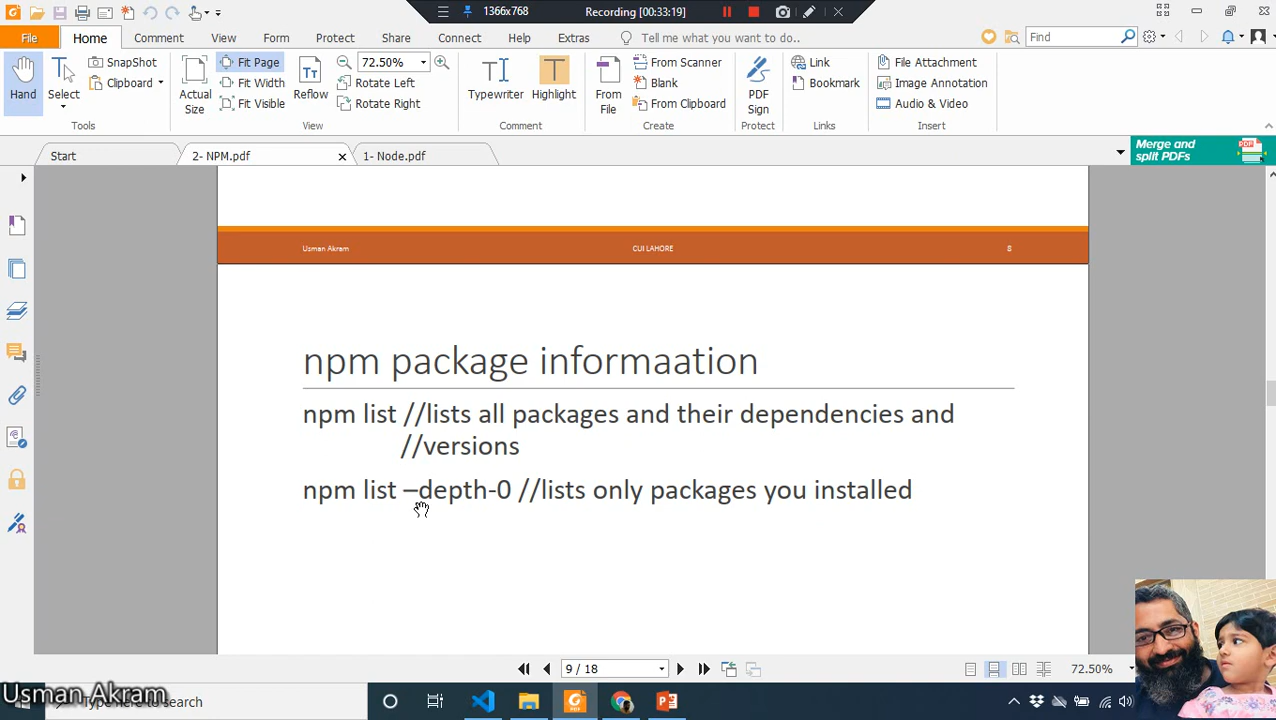 1366x768
Recording [00:33:19]
File
Home
Comment
View
Form
Protect
Share
Connect
Help
Extras
Tell me what you want to do..
Find
Hand
Select
SnapShot
Clipboard
Tools
Actual
Size
Fit Page
Fit Width
Fit Visible
Reflow
72.50%
Rotate Left
Rotate Right
View
Typewriter
Highlight
Comment
From
File
From Scanner
Blank
From Clipboard
Create
PDF
Sign
Protect
Link
Bookmark
Links
File Attachment
Image Annotation
Audio & Video
Insert
Start
2- NPM.pdf
1- Node.pdf
Merge and
split PDFs
PDF
Usman Akram
CUI LAHORE
8
npm package informaation
npm list //lists all packages and their dependencies and
//versions
npm list –depth-0 //lists only packages you installed
9 / 18
72.50%
Usman Akram
Type here to search